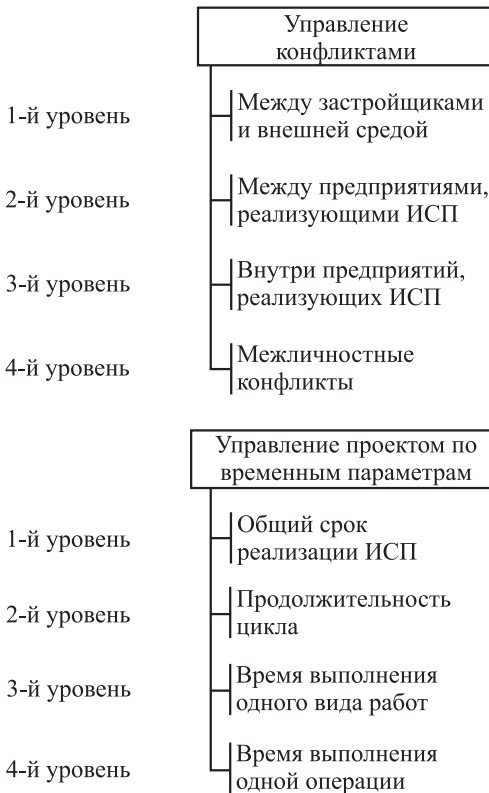 Управление
конфликтами
1-й уровень
Между застройщиками
и внешней средой
2-й уровень
Между предприятиями,
реализующими ИСП
3-й уровень
Внутри предприятий,
реализующих ИСП
4-й уровень
Межличностные
конфликты
Управление проектом по
временным параметрам
1-й уровень
Общий срок
реализации ИСП
2-й уровень
Продолжительность
цикла
3-й уровень
Время выполнения
одного вида работ
4-й уровень
Время выполнения
одной операции